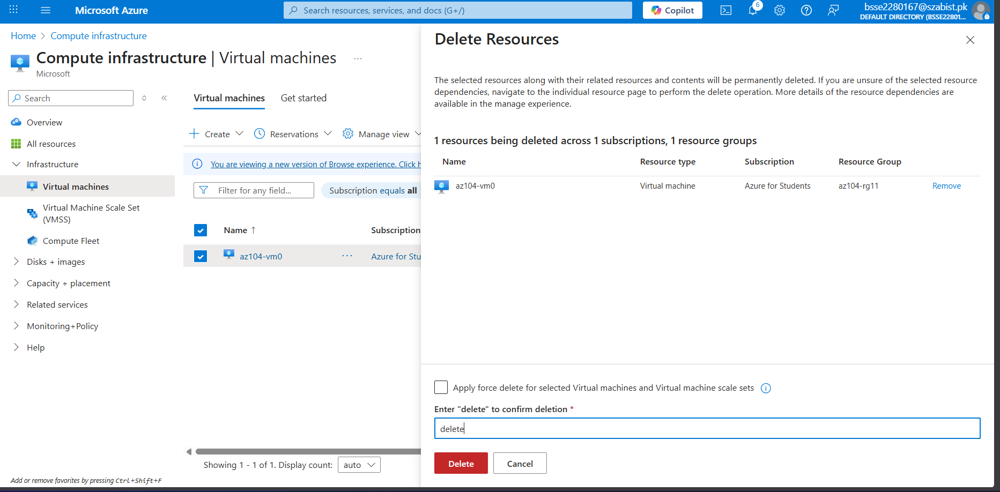 Microsoft Azure
Search resources, services, and docs (G+/)
Copilot
6
bsse2280167@szabist.pk
DEFAULT DIRECTORY (BSSE22801...
Home > Compute infrastructure
Compute infrastructure | Virtual machines ...
Microsoft
Search
Overview
All resources
Infrastructure
Virtual machines
Virtual Machine Scale Set
(VMSS)
Compute Fleet
Disks + images
Capacity + placement
Related services
Monitoring+Policy
Help
Add or remove favorites by pressing Ctrl+Shift+F
Virtual machines Get started
Create Reservations Manage view
You are viewing a new version of Browse experience. Click h
Filter for any field... Subscription equals all
Name ↑ Subscription
az104-vm0 ... Azure for Stu
Showing 1 - 1 of 1. Display count: auto
Delete Resources
The selected resources along with their related resources and contents will be permanently deleted. If you are unsure of the selected resource
dependencies, navigate to the individual resource page to perform the delete operation. More details of the resource dependencies are
available in the manage experience.
1 resources being deleted across 1 subscriptions, 1 resource groups
Name Resource type Subscription Resource Group
az104-vm0 Virtual machine Azure for Students az104-rg11 Remove
Apply force delete for selected Virtual machines and Virtual machine scale sets
Enter "delete" to confirm deletion *
delete
Delete Cancel